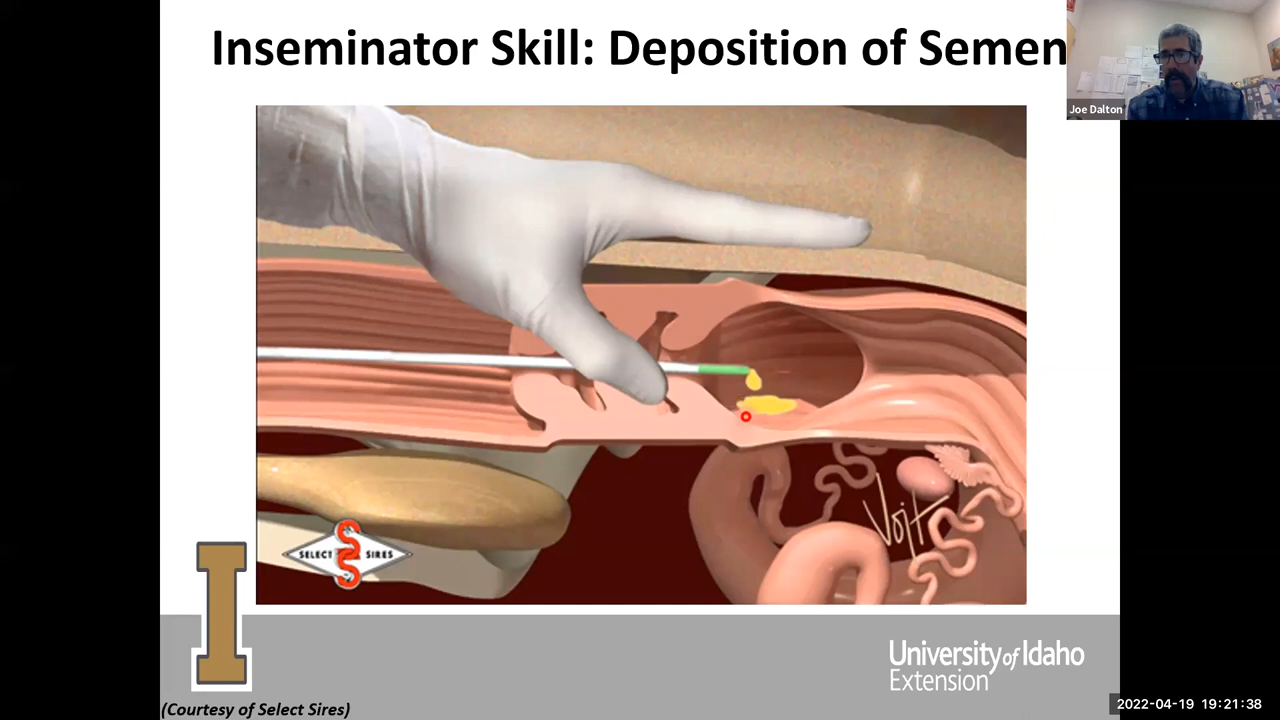 Inseminator Skill: Deposition of Semen
Joe Dalton
Vojt
SELECT SIRES
I
University of Idaho
Extension
(Courtesy of Select Sires)
2022-04-19 19:21:38